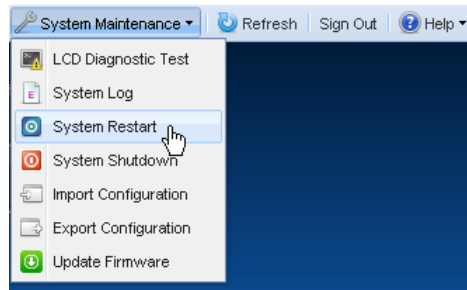 System Maintenance Refresh Sign Out Help
LCD Diagnostic Test
System Log
System Restart
System Shutdown
Import Configuration
Export Configuration
Update Firmware